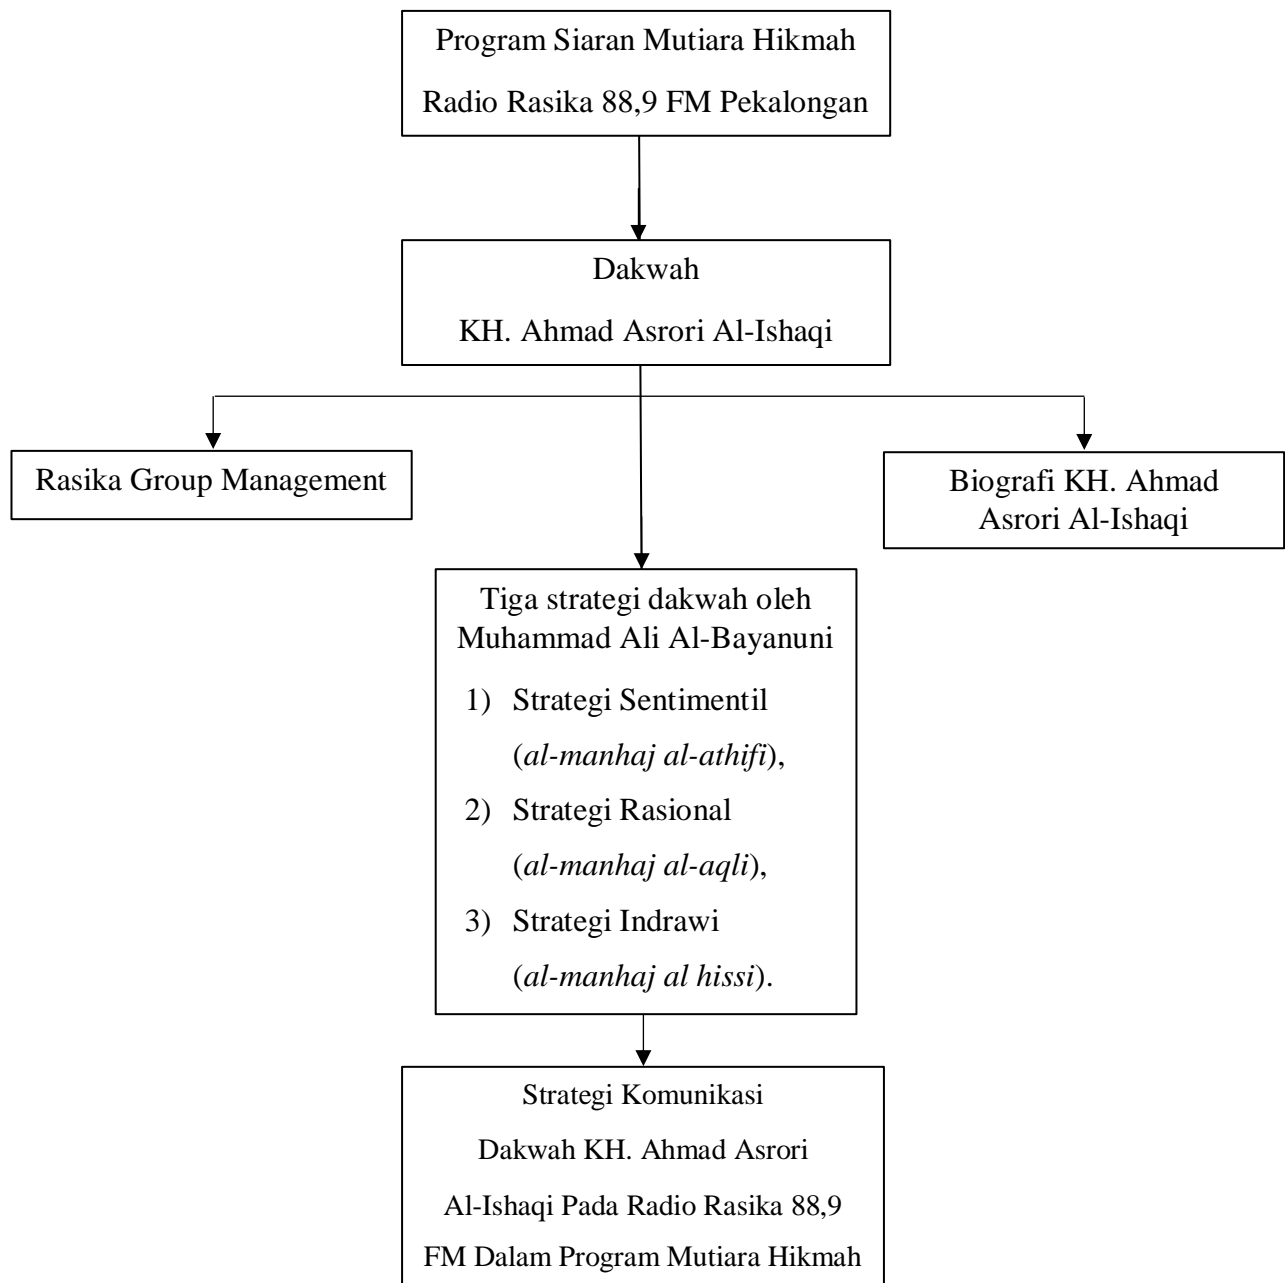 Program Siaran Mutiara Hikmah
Radio Rasika 88,9 FM Pekalongan
Dakwah
KH. Ahmad Asrori Al-Ishaqi
Rasika Group Management
Biografi KH. Ahmad
Asrori Al-Ishaqi
Tiga strategi dakwah oleh
Muhammad Ali Al-Bayanuni
1) Strategi Sentimentil
(al-manhaj al-athifi),
2) Strategi Rasional
(al-manhaj al-aqli),
3) Strategi Indrawi
(al-manhaj al hissi).
Strategi Komunikasi
Dakwah KH. Ahmad Asrori
Al-Ishaqi Pada Radio Rasika 88,9
FM Dalam Program Mutiara Hikmah